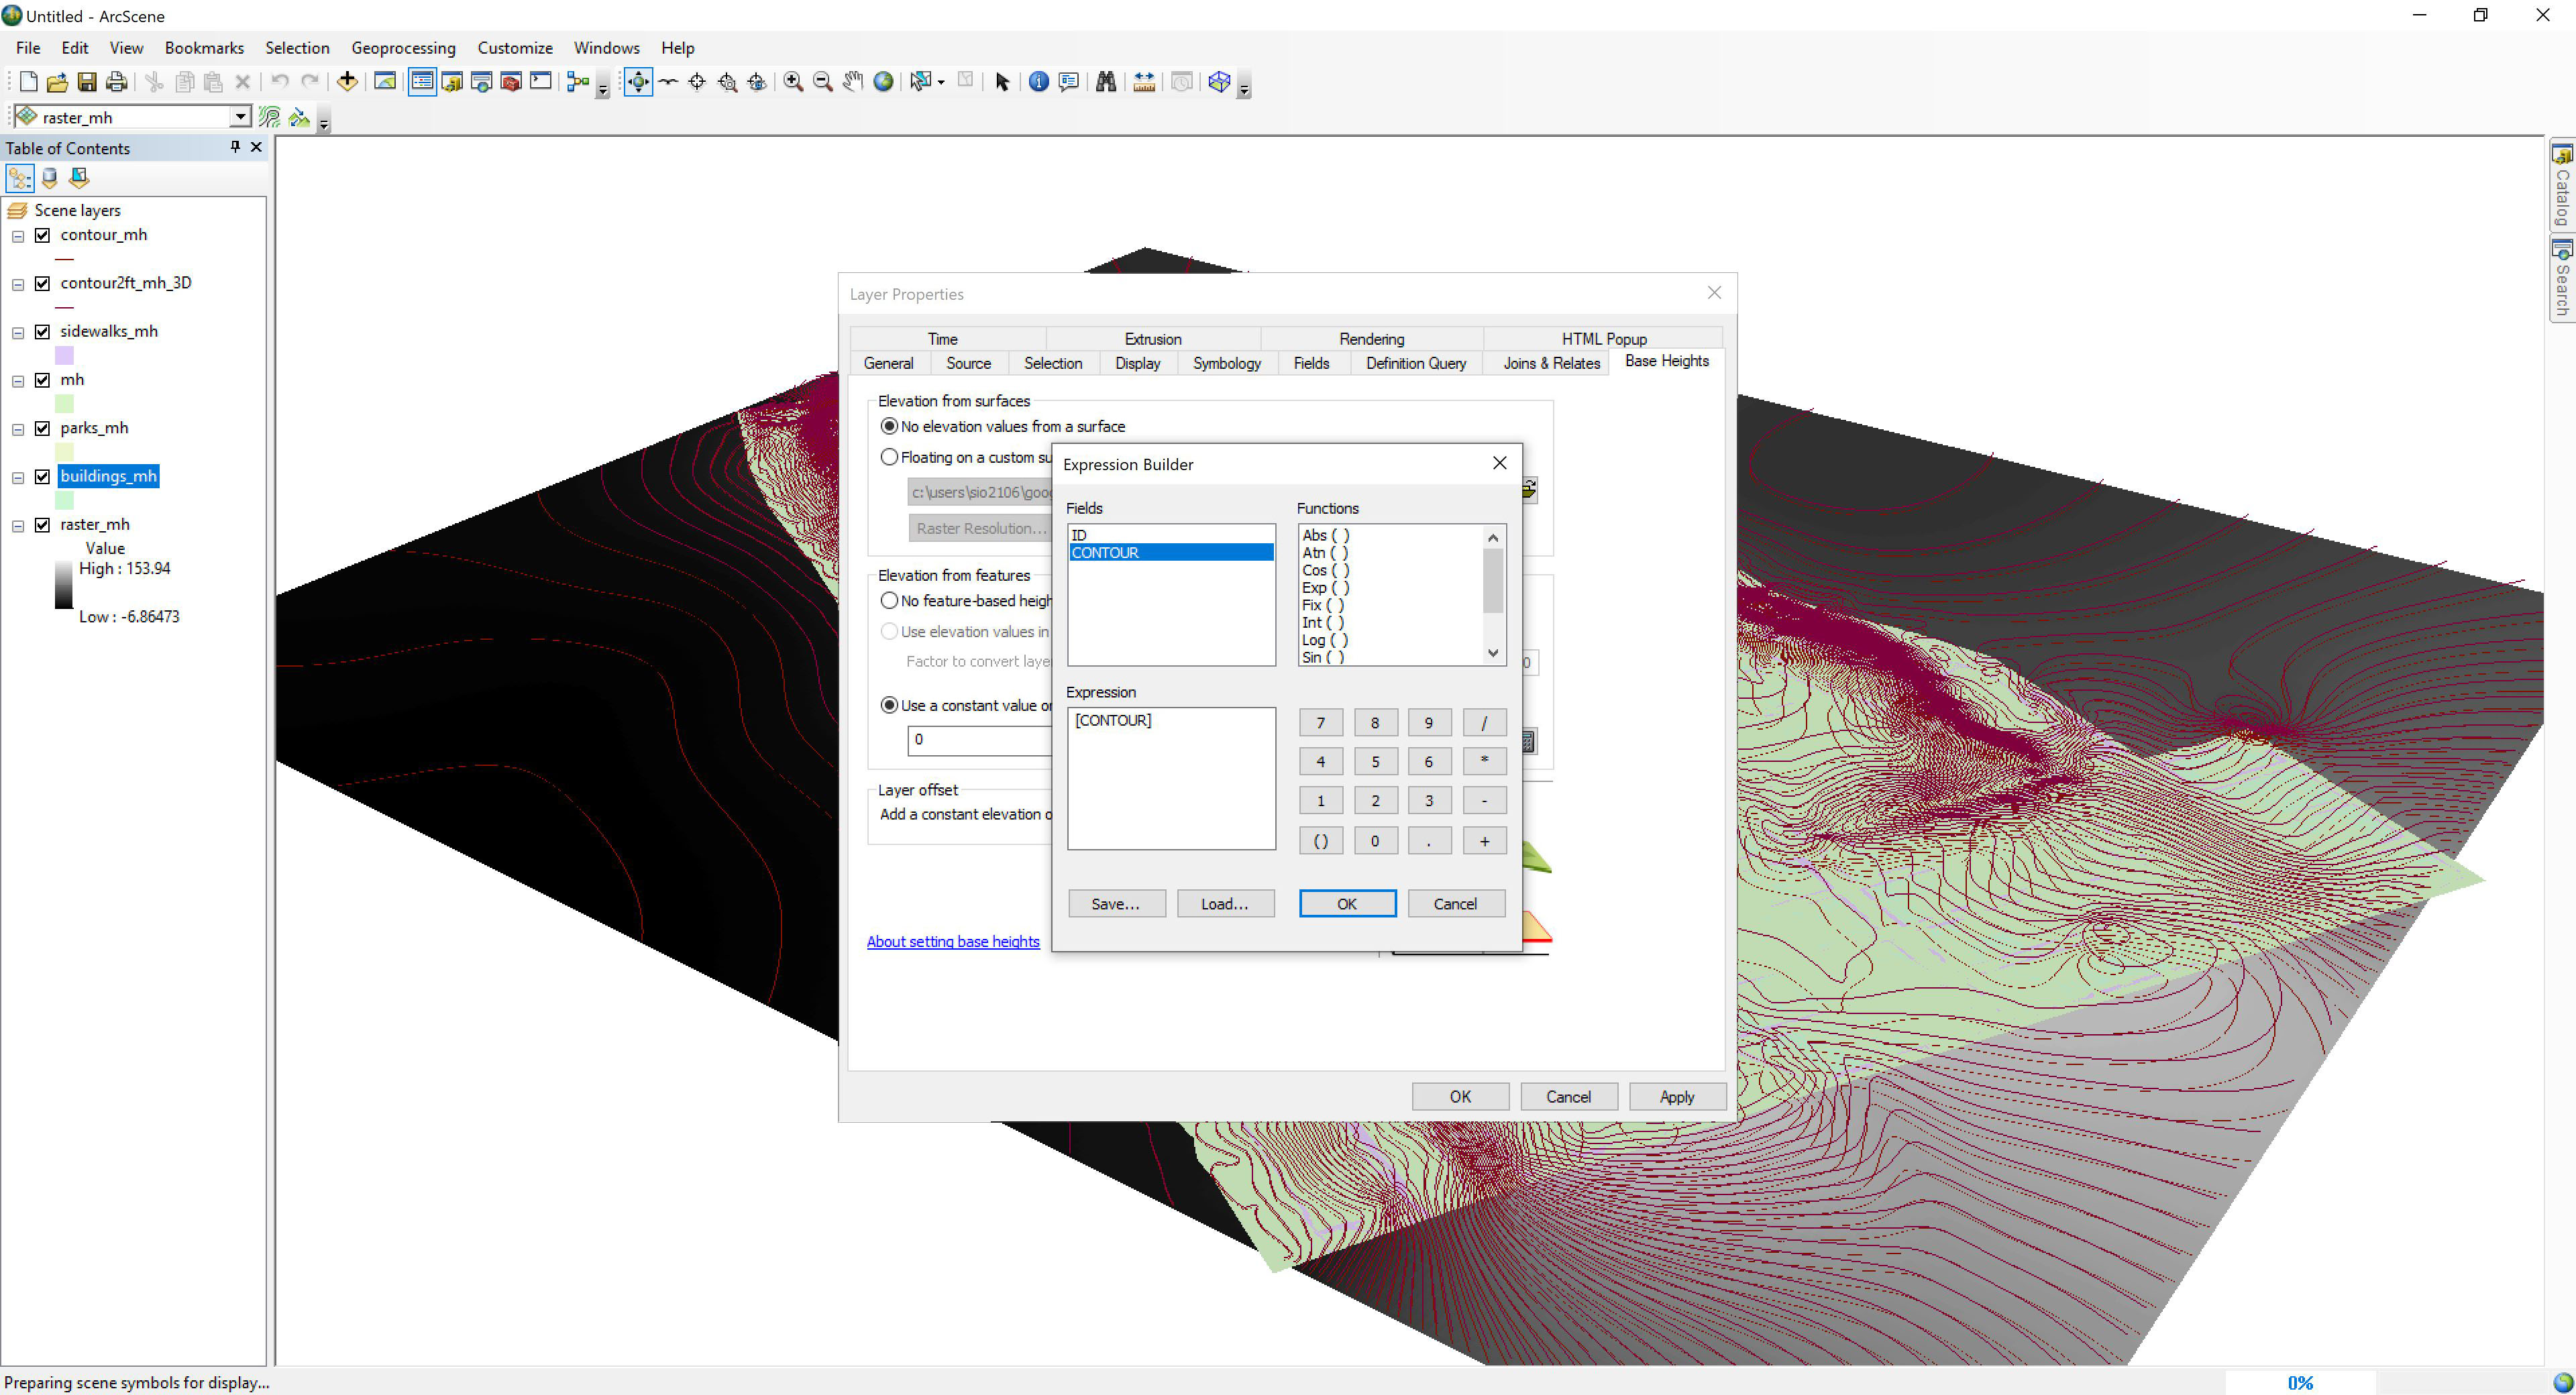 Untitled - ArcScene
File Edit View Bookmarks Selection Geoprocessing Customize Windows Help
raster_mh
Table of Contents
Scene layers
contour_mh
contour2ft_mh_3D
sidewalks_mh
mh
parks_mh
buildings_mh
raster_mh
Value
High : 153.94
Low : -6.86473
Catalog
Search
Layer Properties
Time Extrusion Rendering HTML Popup
General Source Selection Display Symbology Fields Definition Query Joins & Relates Base Heights
Elevation from surfaces
No elevation values from a surface
Floating on a custom su
c:\users\sio2106\goo
Raster Resolution...
Elevation from features
No feature-based heigh
Use elevation values in
Factor to convert laye
0
Use a constant value or
0
Layer offset
Add a constant elevation o
About setting base heights
OK Cancel Apply
Expression Builder
Fields
ID
CONTOUR
Functions
Abs ( )
Atn ( )
Cos ( )
Exp ( )
Fix ( )
Int ( )
Log ( )
Sin ( )
Expression
[CONTOUR]
7 8 9 /
4 5 6 *
1 2 3 -
( ) 0 . +
Save... Load... OK Cancel
Preparing scene symbols for display...
0%